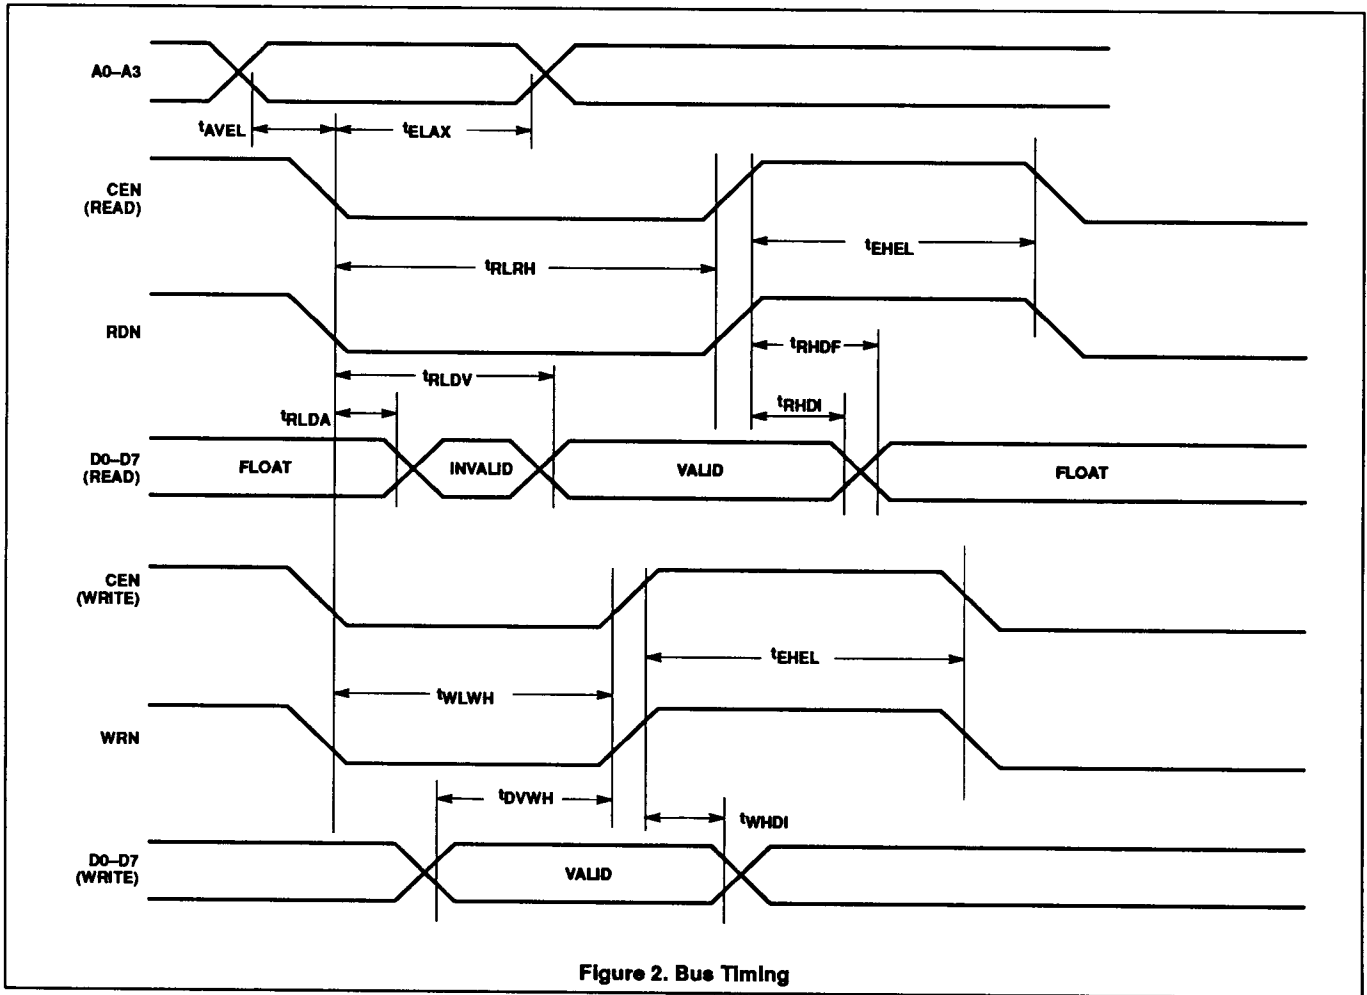 A0–A3
tAVEL
tELAX
CEN
(READ)
tEHEL
tRLRH
RDN
tRHDF
tRLDV
tRHDI
tRLDA
D0–D7
(READ)
FLOAT
INVALID
VALID
FLOAT
CEN
(WRITE)
tEHEL
tWLWH
WRN
tDVWH
tWHDI
D0–D7
(WRITE)
VALID
Figure 2. Bus Timing